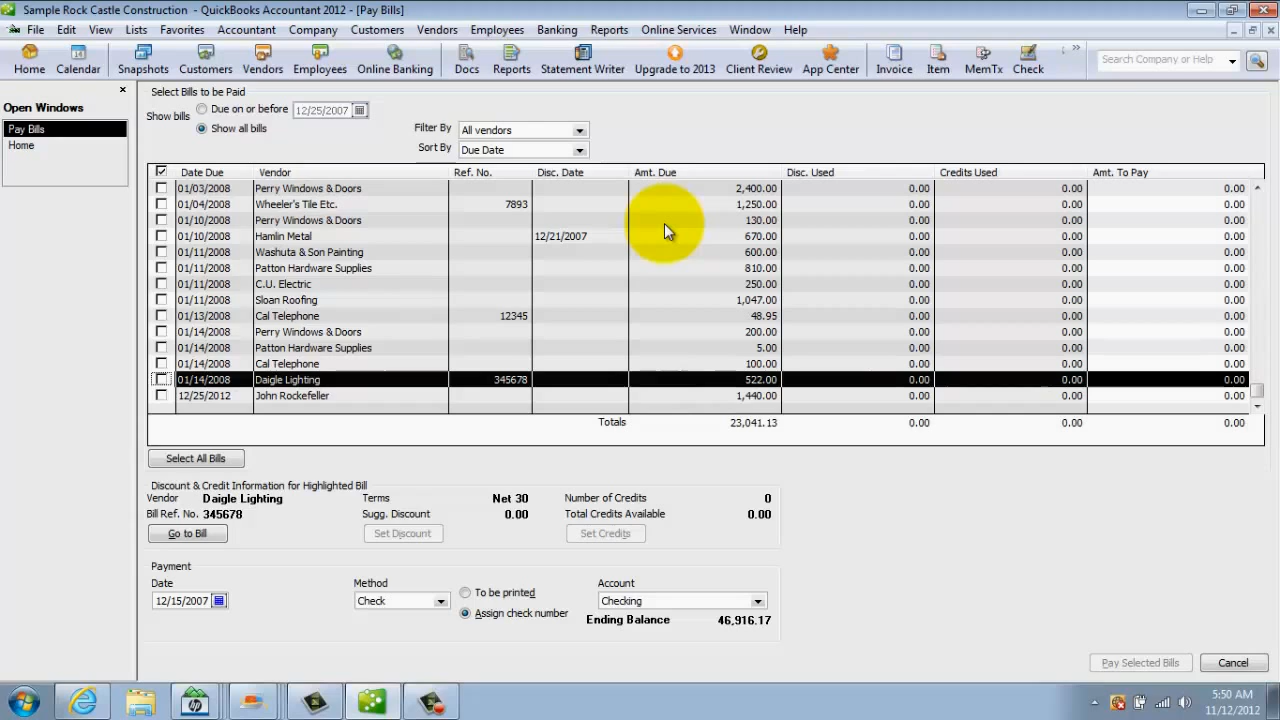 Sample Rock Castle Construction - QuickBooks Accountant 2012 - [Pay Bills]
File Edit View Lists Favorites Accountant Company Customers Vendors Employees Banking Reports Online Services Window Help
Home Calendar Snapshots Customers Vendors Employees Online Banking Docs Reports Statement Writer Upgrade to 2013 Client Review App Center Invoice Item MemTx Check Search Company or Help
Open Windows
Pay Bills
Home
Select Bills to be Paid
Show bills Due on or before 12/25/2007
Show all bills
Filter By All vendors
Sort By Due Date
Date Due Vendor Ref. No. Disc. Date Amt. Due Disc. Used Credits Used Amt. To Pay
01/03/2008 Perry Windows & Doors 2,400.00 0.00 0.00 0.00
01/04/2008 Wheeler's Tile Etc. 7893 1,250.00 0.00 0.00 0.00
01/10/2008 Perry Windows & Doors 130.00 0.00 0.00 0.00
01/10/2008 Hamlin Metal 12/21/2007 670.00 0.00 0.00 0.00
01/11/2008 Washuta & Son Painting 600.00 0.00 0.00 0.00
01/11/2008 Patton Hardware Supplies 810.00 0.00 0.00 0.00
01/11/2008 C.U. Electric 250.00 0.00 0.00 0.00
01/11/2008 Sloan Roofing 1,047.00 0.00 0.00 0.00
01/13/2008 Cal Telephone 12345 48.95 0.00 0.00 0.00
01/14/2008 Perry Windows & Doors 200.00 0.00 0.00 0.00
01/14/2008 Patton Hardware Supplies 5.00 0.00 0.00 0.00
01/14/2008 Cal Telephone 100.00 0.00 0.00 0.00
01/14/2008 Daigle Lighting 345678 522.00 0.00 0.00 0.00
12/25/2012 John Rockefeller 1,440.00 0.00 0.00 0.00
Totals 23,041.13 0.00 0.00 0.00
Select All Bills
Discount & Credit Information for Highlighted Bill
Vendor Daigle Lighting Terms Net 30 Number of Credits 0
Bill Ref. No. 345678 Sugg. Discount 0.00 Total Credits Available 0.00
Go to Bill Set Discount Set Credits
Payment
Date Method Account
12/15/2007 Check To be printed Checking
Assign check number Ending Balance 46,916.17
Pay Selected Bills Cancel
5:50 AM
11/12/2012